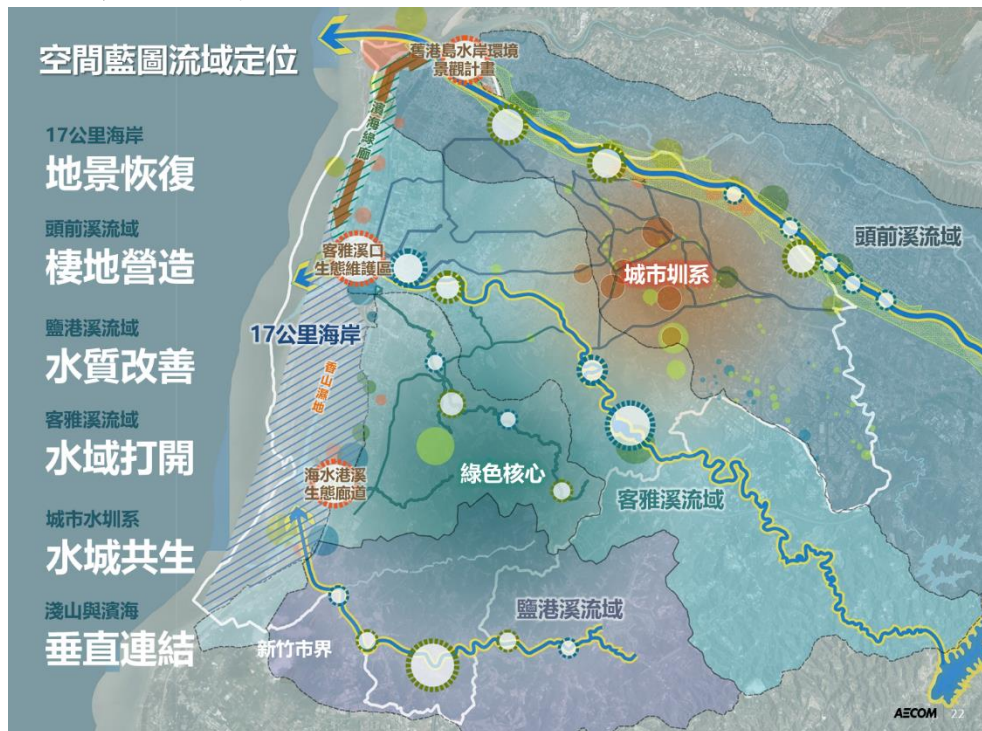 空間藍圖流域定位
17公里海岸
地景恢復
頭前溪流域
棲地營造
鹽港溪流域
水質改善
客雅溪流域
水域打開
城市水圳系
水城共生
淺山與濱海
垂直連結
舊港島水岸環境
景觀計畫
濱海綠廊
頭前溪流域
客雅溪口
生態維護區
城市圳系
17公里海岸
香山濕地
海水港溪
生態廊道
綠色核心
客雅溪流域
鹽港溪流域
新竹市界
AECOM 22